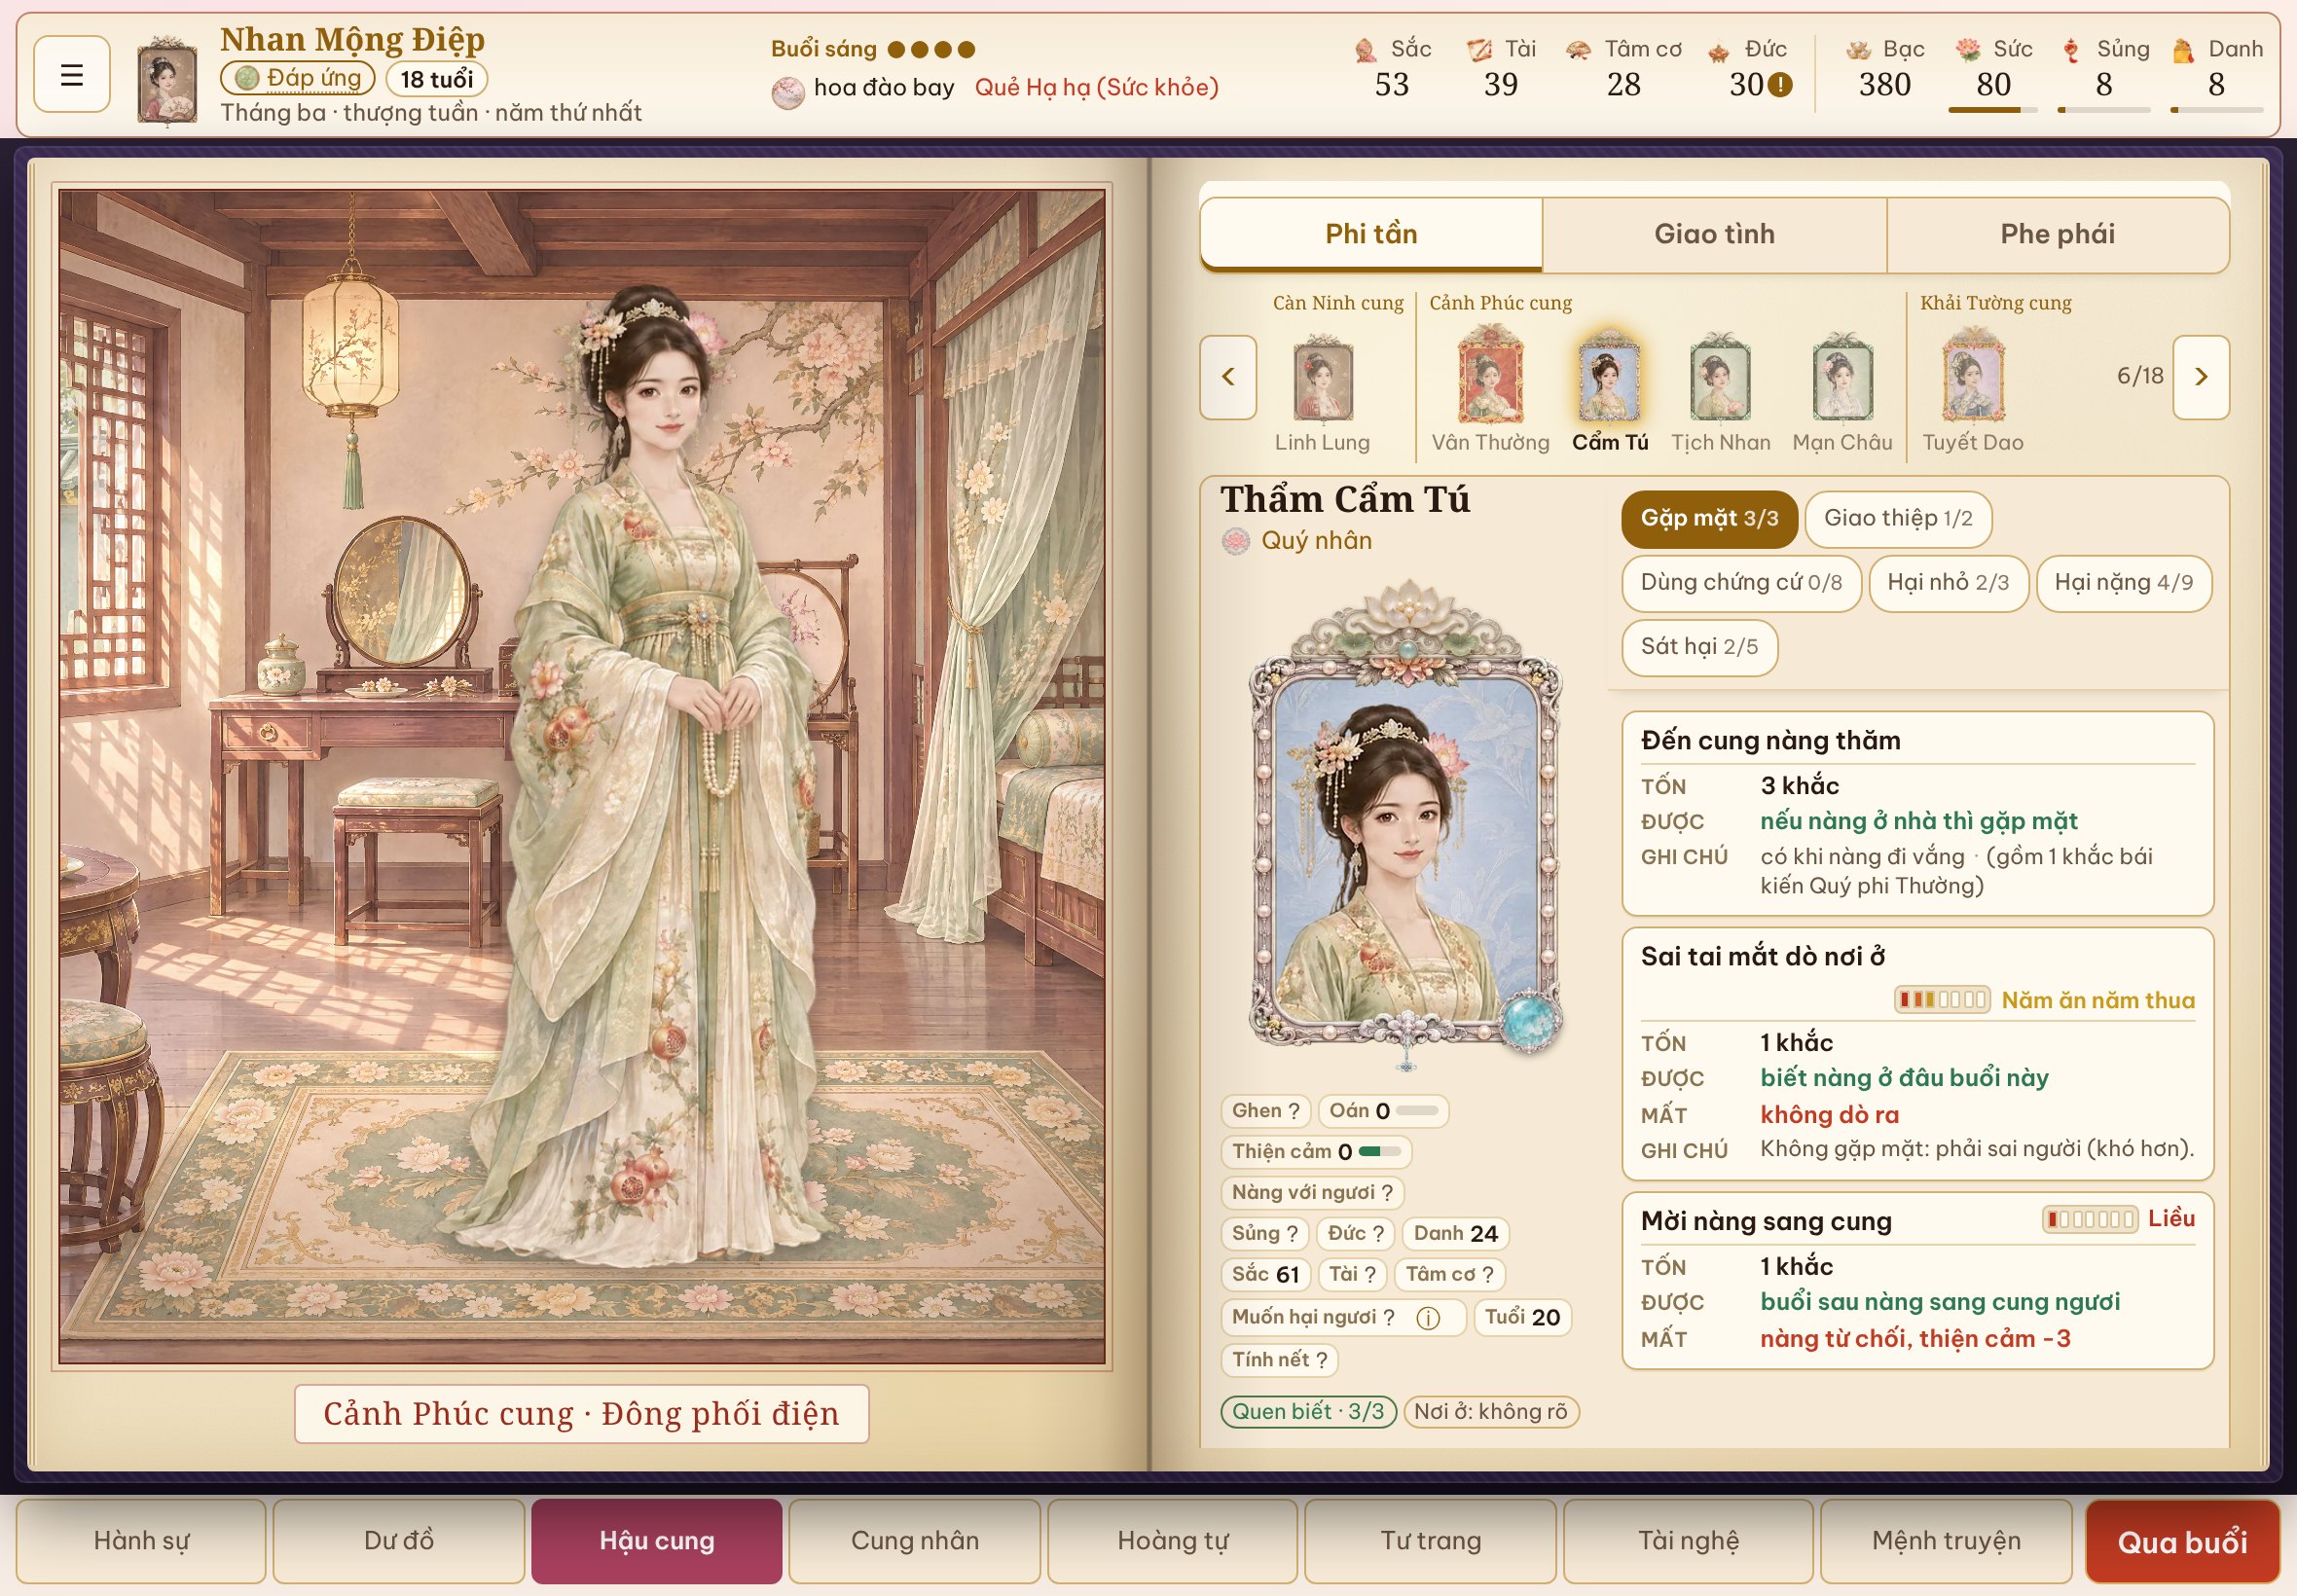 Nhan Mộng Điệp
Đáp ứng 18 tuổi
Tháng ba · thượng tuần · năm thứ nhất
Buổi sáng
hoa đào bay Quẻ Hạ hạ (Sức khỏe)
Sắc 53
Tài 39
Tâm cơ 28
Đức 30 !
Bạc 380
Sức 80
Sủng 8
Danh 8
Cảnh Phúc cung · Đông phối điện
Phi tần Giao tình Phe phái
Càn Ninh cung Cảnh Phúc cung Khải Tường cung
Linh Lung Vân Thường Cẩm Tú Tịch Nhan Mạn Châu Tuyết Dao
6/18
Thẩm Cẩm Tú
Quý nhân
Ghen ? Oán 0
Thiện cảm 0
Nàng với ngươi ?
Sủng ? Đức ? Danh 24
Sắc 61 Tài ? Tâm cơ ?
Muốn hại ngươi ? ⓘ Tuổi 20
Tính nết ?
Quen biết · 3/3 Nơi ở: không rõ
Gặp mặt 3/3 Giao thiệp 1/2
Dùng chứng cứ 0/8 Hại nhỏ 2/3 Hại nặng 4/9
Sát hại 2/5
Đến cung nàng thăm
TỐN 3 khắc
ĐƯỢC nếu nàng ở nhà thì gặp mặt
GHI CHÚ có khi nàng đi vắng · (gồm 1 khắc bái
kiến Quý phi Thường)
Sai tai mắt dò nơi ở
Năm ăn năm thua
TỐN 1 khắc
ĐƯỢC biết nàng ở đâu buổi này
MẤT không dò ra
GHI CHÚ Không gặp mặt: phải sai người (khó hơn).
Mời nàng sang cung Liều
TỐN 1 khắc
ĐƯỢC buổi sau nàng sang cung ngươi
MẤT nàng từ chối, thiện cảm -3
Hành sự Dư đồ Hậu cung Cung nhân Hoàng tự Tư trang Tài nghệ Mệnh truyện Qua buổi